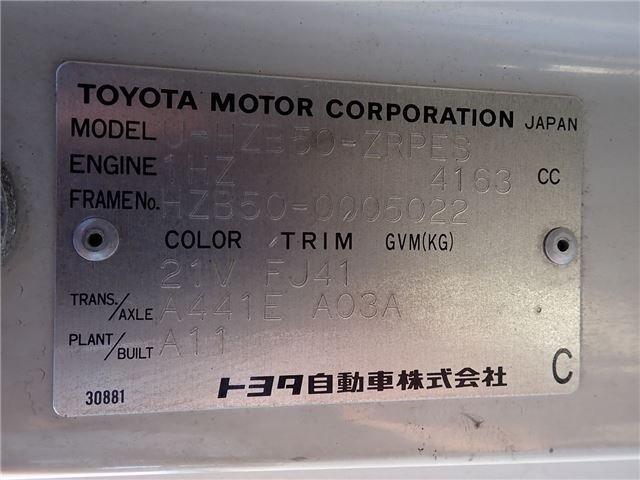 TOYOTA MOTOR CORPORATION JAPAN
MODEL U-HZB50-ZRPES
ENGINE 1HZ 4163 CC
FRAME No. HZB50-0005022
COLOR / TRIM GVM(KG)
21V FJ41
TRANS./AXLE A441E A03A
PLANT/BUILT A11
30881 トヨタ自動車株式会社 C